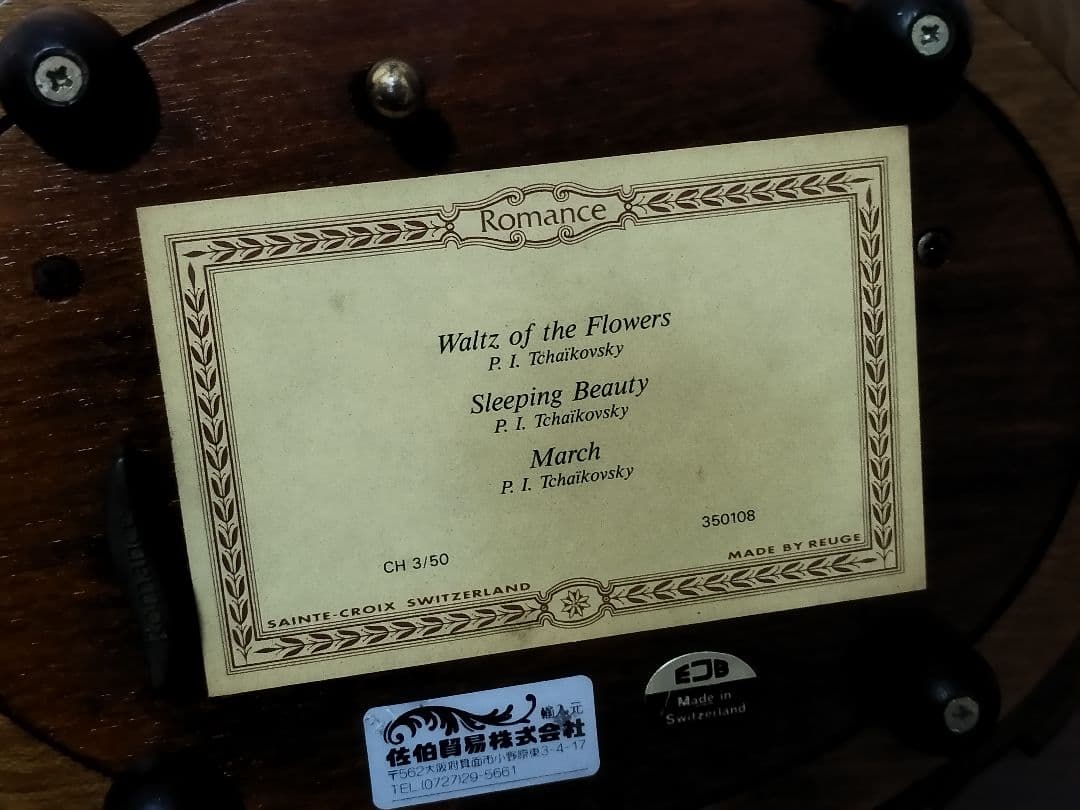 Romance
Waltz of the Flowers
P. I. Tchaïkovsky
Sleeping Beauty
P. I. Tchaïkovsky
March
P. I. Tchaïkovsky
350108
CH 3/50
MADE BY REUGE
SAINTE-CROIX SWITZERLAND
EJB
Made in
Switzerland
輸入元
佐伯貿易株式会社
〒562大阪府箕面市小野原東3-4-17
TEL.(0727)29-5661